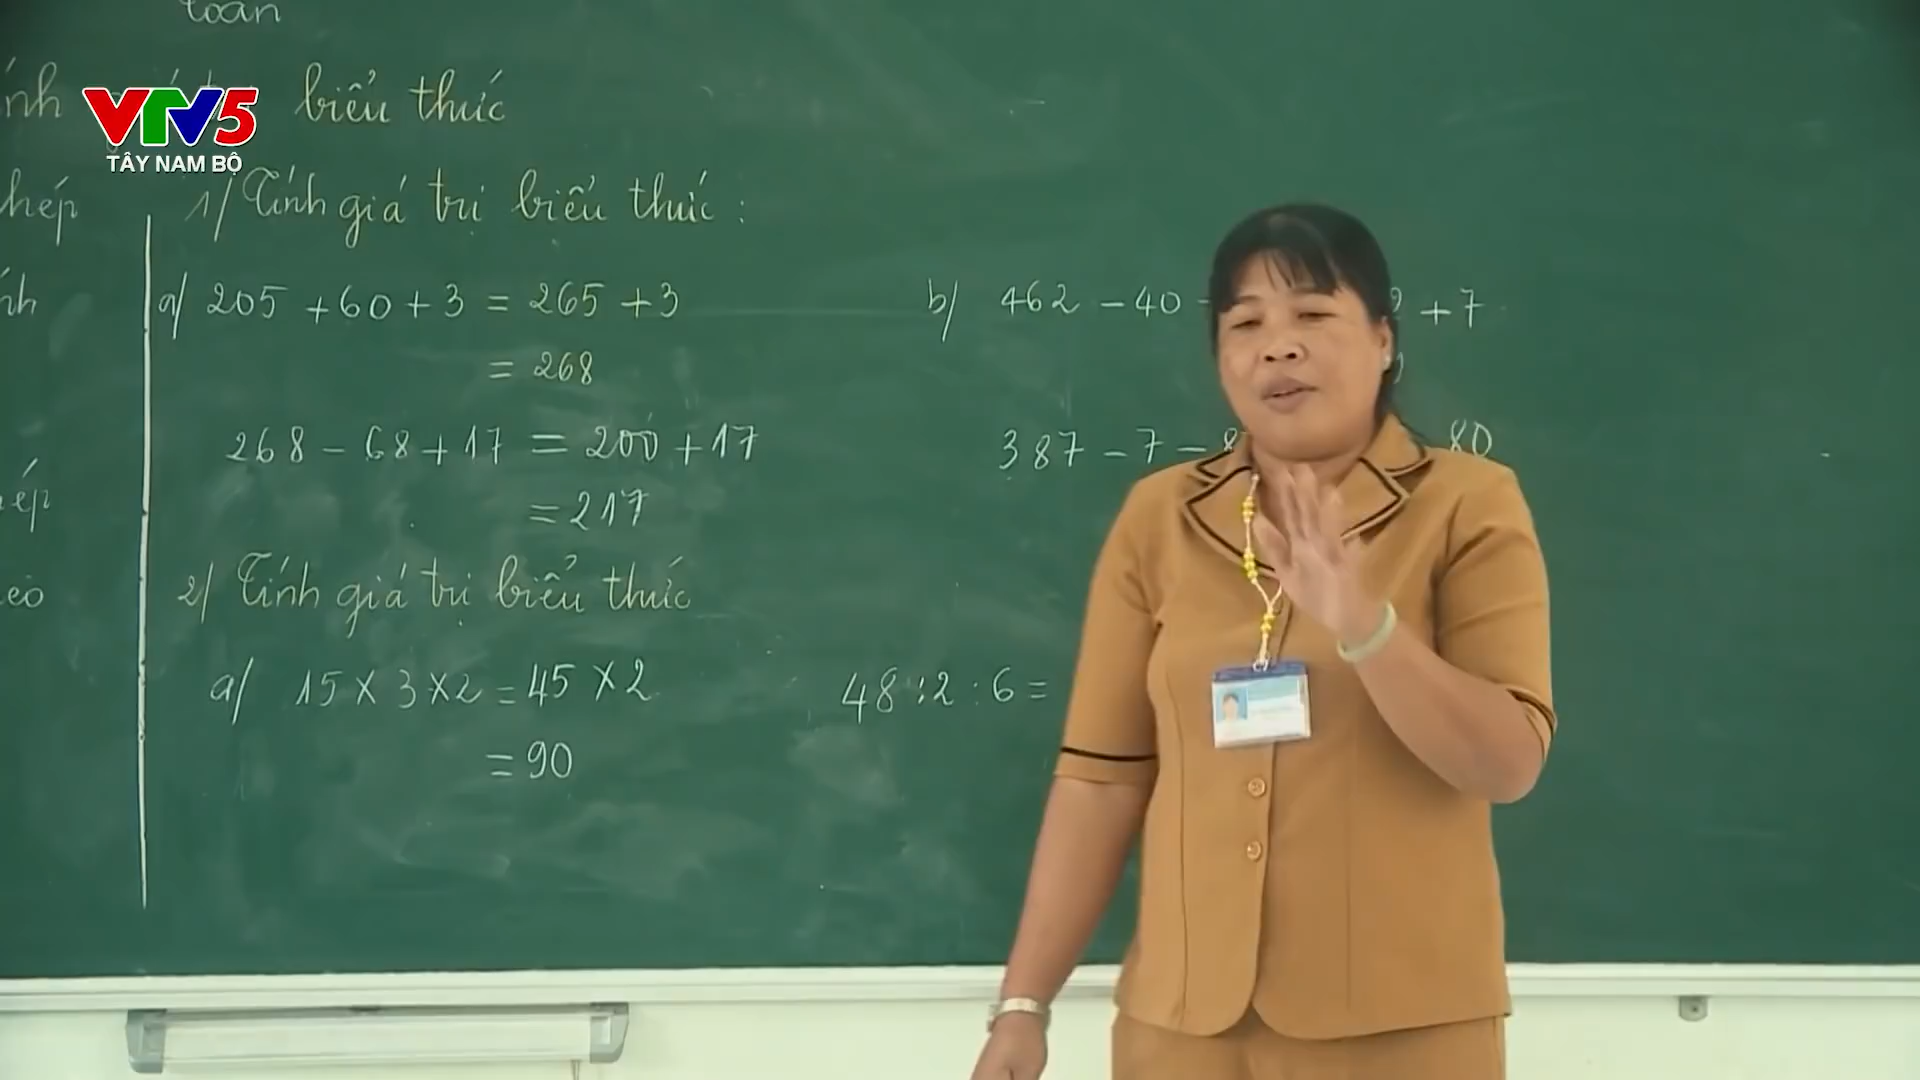 toán
biểu thức
VTV5
TÂY NAM BỘ
1/ Tính giá trị biểu thức :
a/ 205 + 60 + 3 = 265 + 3
= 268
268 - 68 + 17 = 200 + 17
= 217
b/ 462 - 40
+ 7
387 - 7 - 8
80
2/ Tính giá trị biểu thức
a/ 15 x 3 x 2 = 45 x 2
= 90
48 : 2 : 6 =